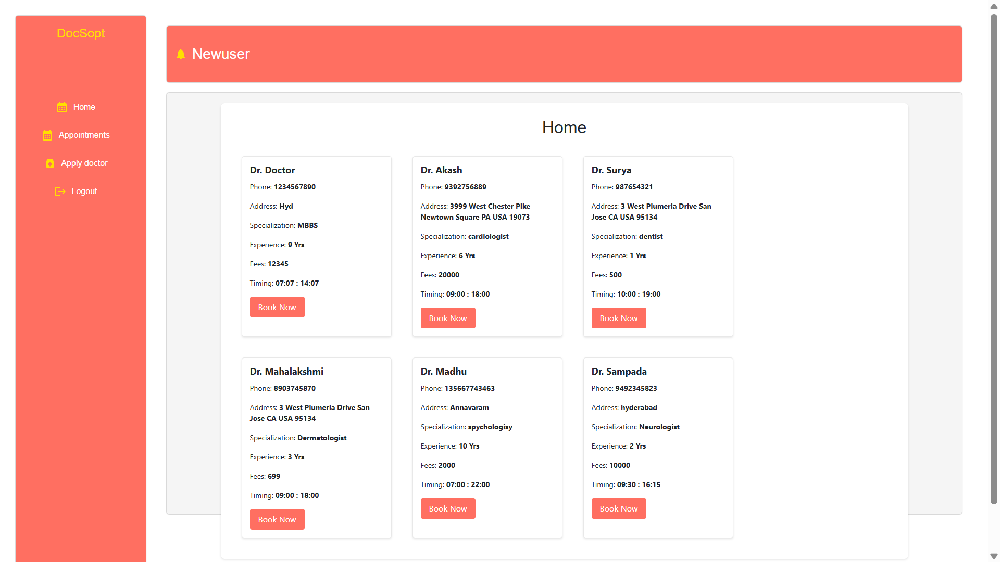 DocSopt
Home
Appointments
Apply doctor
Logout
Newuser
Home
Dr. Doctor
Phone: 1234567890
Address: Hyd
Specialization: MBBS
Experience: 9 Yrs
Fees: 12345
Timing: 07:07 : 14:07
Book Now
Dr. Akash
Phone: 9392756889
Address: 3999 West Chester Pike
Newtown Square PA USA 19073
Specialization: cardiologist
Experience: 6 Yrs
Fees: 20000
Timing: 09:00 : 18:00
Book Now
Dr. Surya
Phone: 987654321
Address: 3 West Plumeria Drive San
Jose CA USA 95134
Specialization: dentist
Experience: 1 Yrs
Fees: 500
Timing: 10:00 : 19:00
Book Now
Dr. Mahalakshmi
Phone: 8903745870
Address: 3 West Plumeria Drive San
Jose CA USA 95134
Specialization: Dermatologist
Experience: 3 Yrs
Fees: 699
Timing: 09:00 : 18:00
Book Now
Dr. Madhu
Phone: 135667743463
Address: Annavaram
Specialization: spychologisy
Experience: 10 Yrs
Fees: 2000
Timing: 07:00 : 22:00
Book Now
Dr. Sampada
Phone: 9492345823
Address: hyderabad
Specialization: Neurologist
Experience: 2 Yrs
Fees: 10000
Timing: 09:30 : 16:15
Book Now